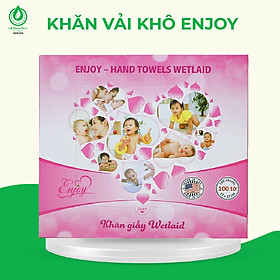 KHĂN VẢI KHÔ ENJOY
ENJOY – HAND TOWELS WETLAID
Enjoy
100 tờ
Khăn giấy Wetlaid